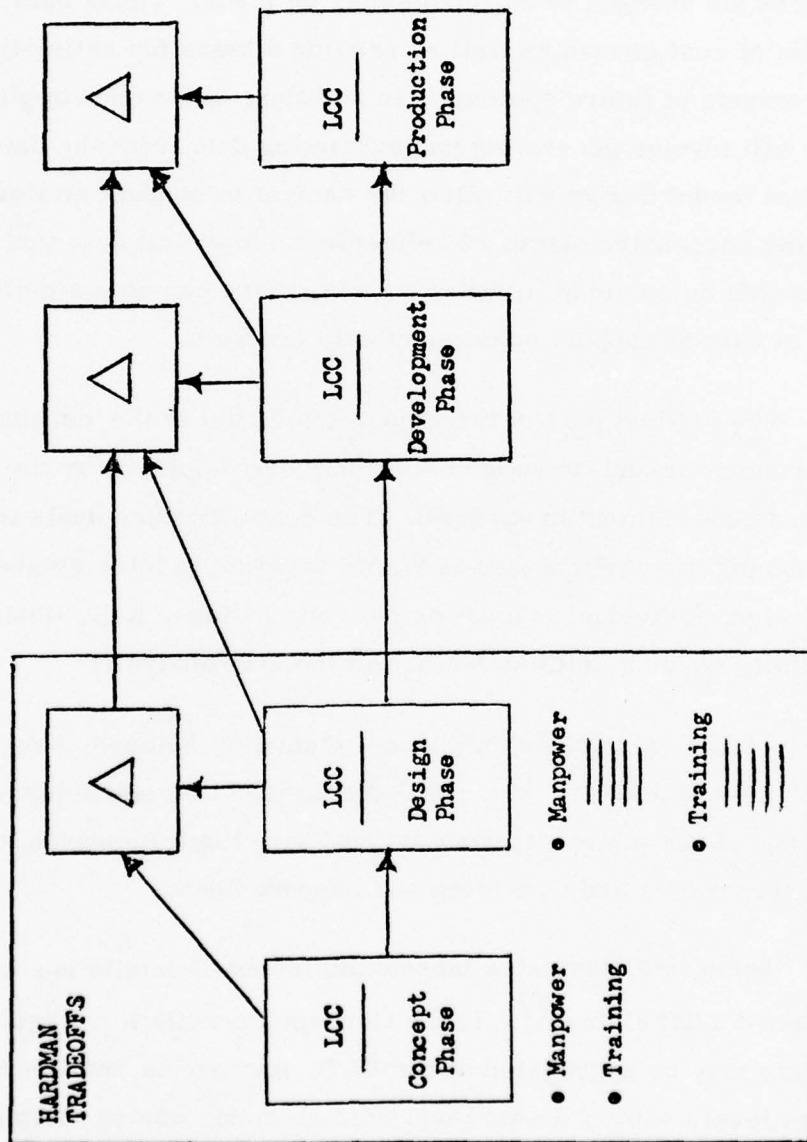 HARDMAN
TRADEOFFS
△
△
△
LCC
Concept
Phase
LCC
Design
Phase
LCC
Development
Phase
LCC
Production
Phase
● Manpower
● Training
● Manpower
● Training